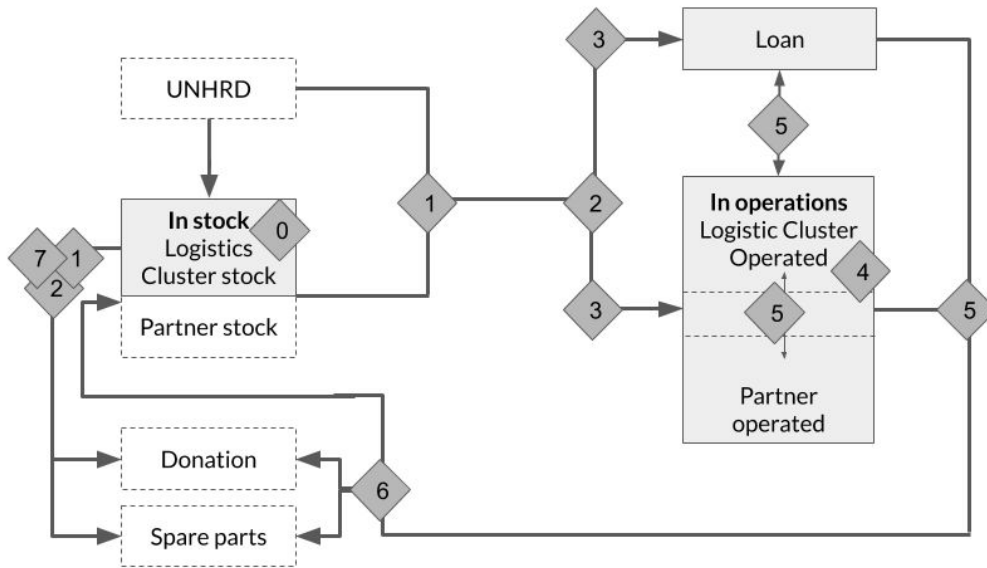 3
Loan
UNHRD
5
1
2
In stock
Logistics
Cluster stock
0
In operations
Logistic Cluster
Operated
7
1
2
4
3
5
5
Partner stock
Partner
operated
Donation
6
Spare parts